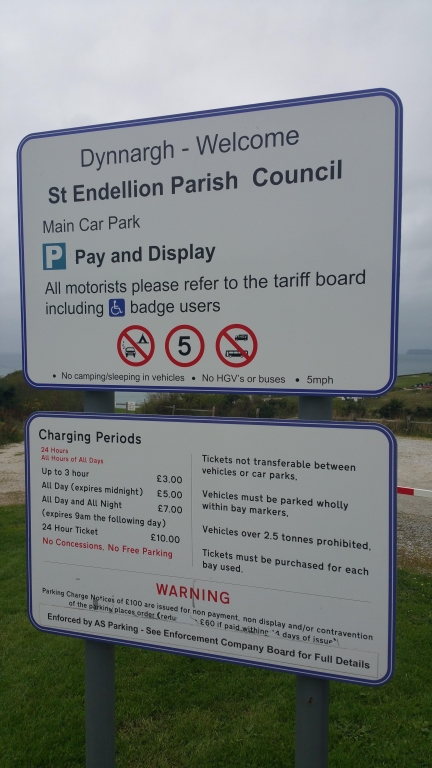 Dynnargh - Welcome
St Endellion Parish Council
Main Car Park
P Pay and Display
All motorists please refer to the tariff board
including badge users
5
• No camping/sleeping in vehicles • No HGV's or buses • 5mph
Charging Periods
24 Hours
All Hours of All Days
Up to 3 hour £3.00
All Day (expires midnight) £5.00
All Day and All Night £7.00
(expires 9am the following day)
24 Hour Ticket £10.00
No Concessions, No Free Parking
Tickets not transferable between
vehicles or car parks,
Vehicles must be parked wholly
within bay markers,
Vehicles over 2.5 tonnes prohibited,
Tickets must be purchased for each
bay used.
WARNING
Parking Charge Notices of £100 are issued for non payment, non display and/or contravention
of the parking places order £60 if paid within days of issue
Enforced by AS Parking - See Enforcement Company Board for Full Details